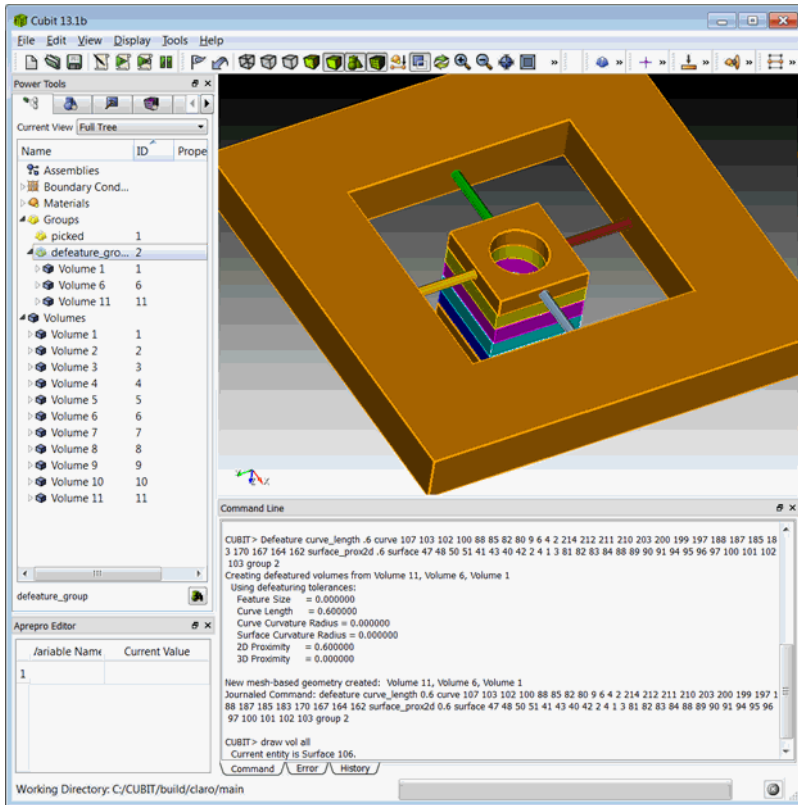 Cubit 13.1b
File Edit View Display Tools Help
Power Tools
Current View Full Tree
Name ID Prope
Assemblies
Boundary Cond...
Materials
Groups
picked 1
defeature_gro... 2
Volume 1 1
Volume 6 6
Volume 11 11
Volumes
Volume 1 1
Volume 2 2
Volume 3 3
Volume 4 4
Volume 5 5
Volume 6 6
Volume 7 7
Volume 8 8
Volume 9 9
Volume 10 10
Volume 11 11
defeature_group
Aprepro Editor
/ariable Name Current Value
1
Command Line
CUBIT> Defeature curve_length .6 curve 107 103 102 100 88 85 82 80 9 6 4 2 214 212 211 210 203 200 199 197 188 187 185 18
3 170 167 164 162 surface_prox2d .6 surface 47 48 50 51 41 43 40 42 2 4 1 3 81 82 83 84 88 89 90 91 94 95 96 97 100 101 102
103 group 2
Creating defeatured volumes from Volume 11, Volume 6, Volume 1
Using defeaturing tolerances:
Feature Size = 0.000000
Curve Length = 0.600000
Curve Curvature Radius = 0.000000
Surface Curvature Radius = 0.000000
2D Proximity = 0.600000
3D Proximity = 0.000000
New mesh-based geometry created: Volume 11, Volume 6, Volume 1
Journaled Command: defeature curve_length 0.6 curve 107 103 102 100 88 85 82 80 9 6 4 2 214 212 211 210 203 200 199 197 1
88 187 185 183 170 167 164 162 surface_prox2d 0.6 surface 47 48 50 51 41 43 40 42 2 4 1 3 81 82 83 84 88 89 90 91 94 95 96
97 100 101 102 103 group 2
CUBIT> draw vol all
Current entity is Surface 106.
Command Error History
Working Directory: C:/CUBIT/build/claro/main